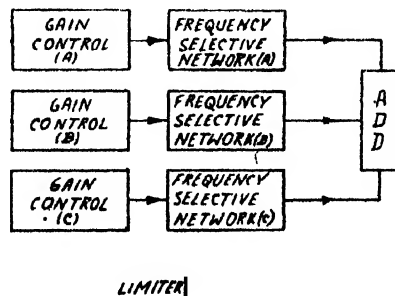 GAIN
CONTROL
(A)
FREQUENCY
SELECTIVE
NETWORK(A)
GAIN
CONTROL
(B)
FREQUENCY
SELECTIVE
NETWORK(B)
GAIN
CONTROL
(C)
FREQUENCY
SELECTIVE
NETWORK(C)
A
D
D
LIMITER